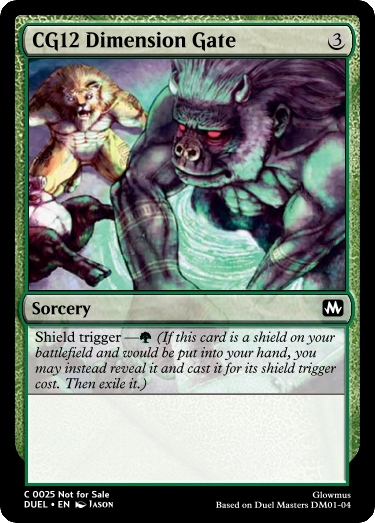 CG12 Dimension Gate 3
Sorcery
Shield trigger — (If this card is a shield on your
battlefield and would be put into your hand, you
may instead reveal it and cast it for its shield trigger
cost. Then exile it.)
C 0025 Not for Sale
Glowmus
DUEL • EN JASON
Based on Duel Masters DM01-04